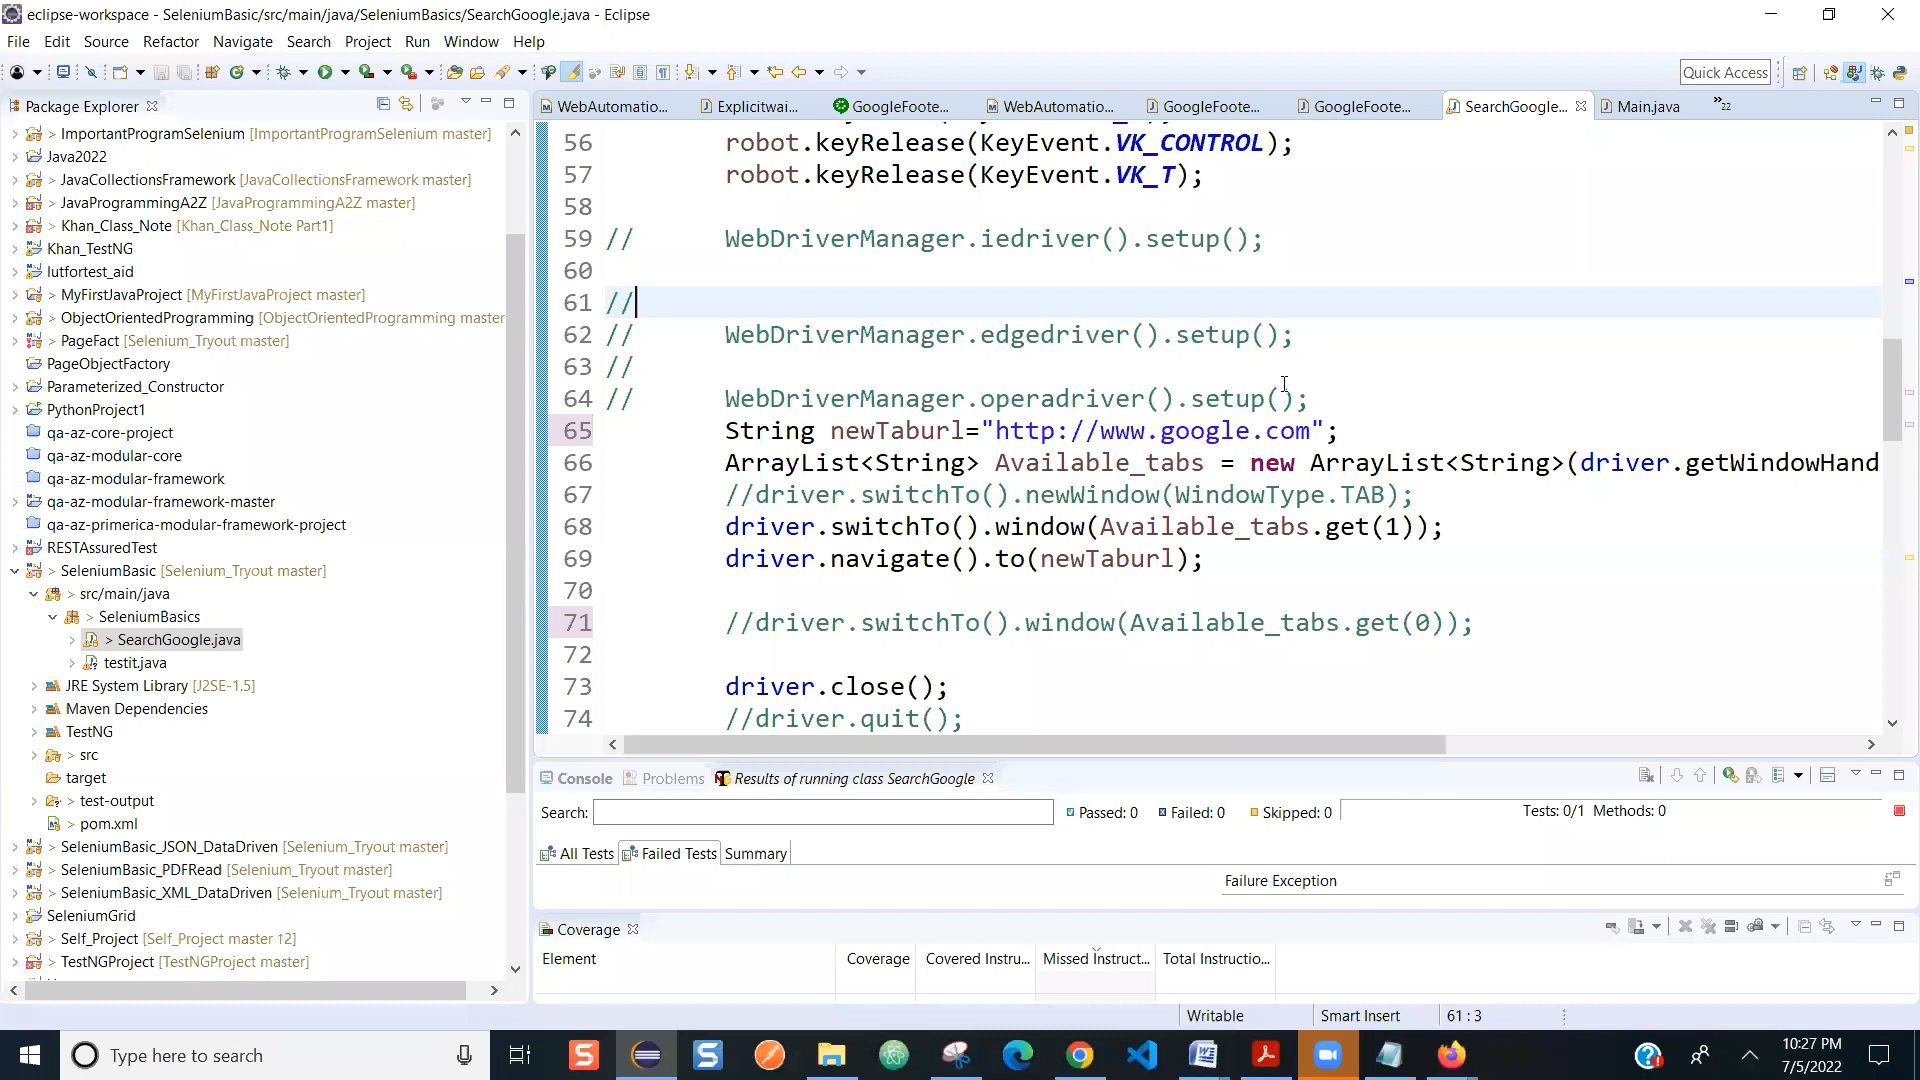 eclipse-workspace - SeleniumBasic/src/main/java/SeleniumBasics/SearchGoogle.java - Eclipse
File Edit Source Refactor Navigate Search Project Run Window Help
Quick Access
Package Explorer
> ImportantProgramSelenium [ImportantProgramSelenium master]
Java2022
> JavaCollectionsFramework [JavaCollectionsFramework master]
> JavaProgrammingA2Z [JavaProgrammingA2Z master]
> Khan_Class_Note [Khan_Class_Note Part1]
Khan_TestNG
lutfortest_aid
> MyFirstJavaProject [MyFirstJavaProject master]
> ObjectOrientedProgramming [ObjectOrientedProgramming master
> PageFact [Selenium_Tryout master]
PageObjectFactory
Parameterized_Constructor
PythonProject1
qa-az-core-project
qa-az-modular-core
qa-az-modular-framework
qa-az-modular-framework-master
qa-az-primerica-modular-framework-project
RESTAssuredTest
> SeleniumBasic [Selenium_Tryout master]
> src/main/java
> SeleniumBasics
> SearchGoogle.java
testit.java
JRE System Library [J2SE-1.5]
Maven Dependencies
TestNG
> src
target
> test-output
> pom.xml
> SeleniumBasic_JSON_DataDriven [Selenium_Tryout master]
> SeleniumBasic_PDFRead [Selenium_Tryout master]
> SeleniumBasic_XML_DataDriven [Selenium_Tryout master]
SeleniumGrid
> Self_Project [Self_Project master ↑2]
> TestNGProject [TestNGProject master]
WebAutomatio... Explicitwai... GoogleFoote... WebAutomatio... GoogleFoote... GoogleFoote... SearchGoogle... Main.java »22
56 robot.keyRelease(KeyEvent.VK_CONTROL);
57 robot.keyRelease(KeyEvent.VK_T);
58
59 // WebDriverManager.iedriver().setup();
60
61 //
62 // WebDriverManager.edgedriver().setup();
63 //
64 // WebDriverManager.operadriver().setup();
65 String newTaburl="http://www.google.com";
66 ArrayList<String> Available_tabs = new ArrayList<String>(driver.getWindowHand
67 //driver.switchTo().newWindow(WindowType.TAB);
68 driver.switchTo().window(Available_tabs.get(1));
69 driver.navigate().to(newTaburl);
70
71 //driver.switchTo().window(Available_tabs.get(0));
72
73 driver.close();
74 //driver.quit();
Console Problems Results of running class SearchGoogle
Search: Passed: 0 Failed: 0 Skipped: 0 Tests: 0/1 Methods: 0
All Tests Failed Tests Summary
Failure Exception
Coverage
Element Coverage Covered Instru... Missed Instruct... Total Instructio...
Writable Smart Insert 61 : 3
Type here to search
10:27 PM
7/5/2022